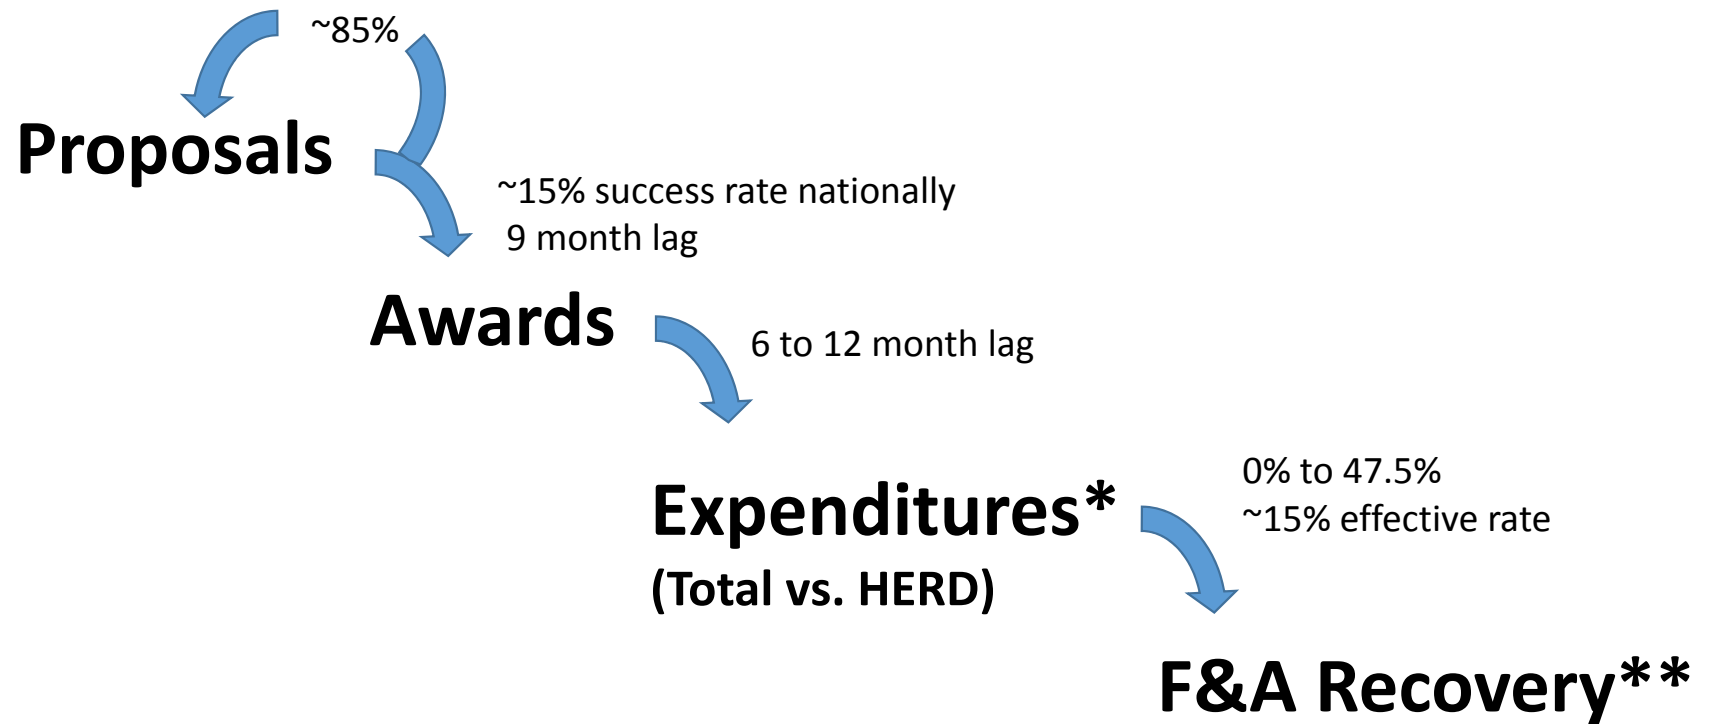 ~85%
Proposals
~15% success rate nationally
9 month lag
Awards
6 to 12 month lag
Expenditures*
(Total vs. HERD)
0% to 47.5%
~15% effective rate
F&A Recovery**